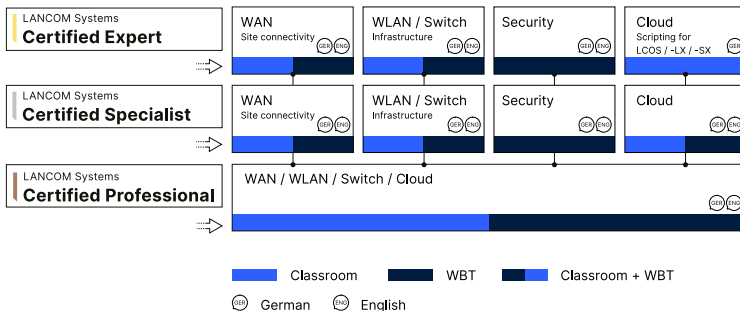 LANCOM Systems
Certified Expert
WAN
Site connectivity
GER ENG
WLAN / Switch
Infrastructure
GER ENG
Security
GER ENG
Cloud
Scripting for
LCOS / -LX / -SX
GER
LANCOM Systems
Certified Specialist
WAN
Site connectivity
GER ENG
WLAN / Switch
Infrastructure
GER ENG
Security
GER ENG
Cloud
GER ENG
LANCOM Systems
Certified Professional
WAN / WLAN / Switch / Cloud
GER ENG
Classroom
WBT
Classroom + WBT
GER German
ENG English